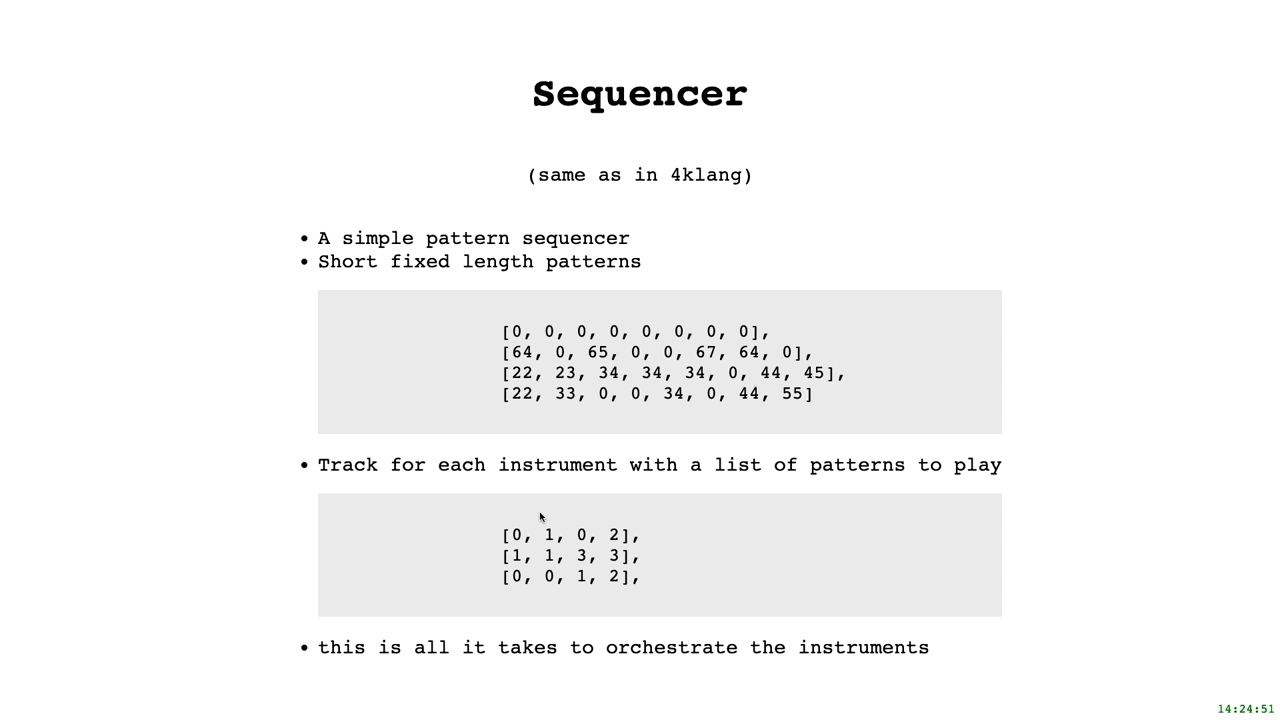 Sequencer
(same as in 4klang)
• A simple pattern sequencer
• Short fixed length patterns
[0, 0, 0, 0, 0, 0, 0, 0],
[64, 0, 65, 0, 0, 67, 64, 0],
[22, 23, 34, 34, 34, 0, 44, 45],
[22, 33, 0, 0, 34, 0, 44, 55]
• Track for each instrument with a list of patterns to play
[0, 1, 0, 2],
[1, 1, 3, 3],
[0, 0, 1, 2],
• this is all it takes to orchestrate the instruments
14:24:51